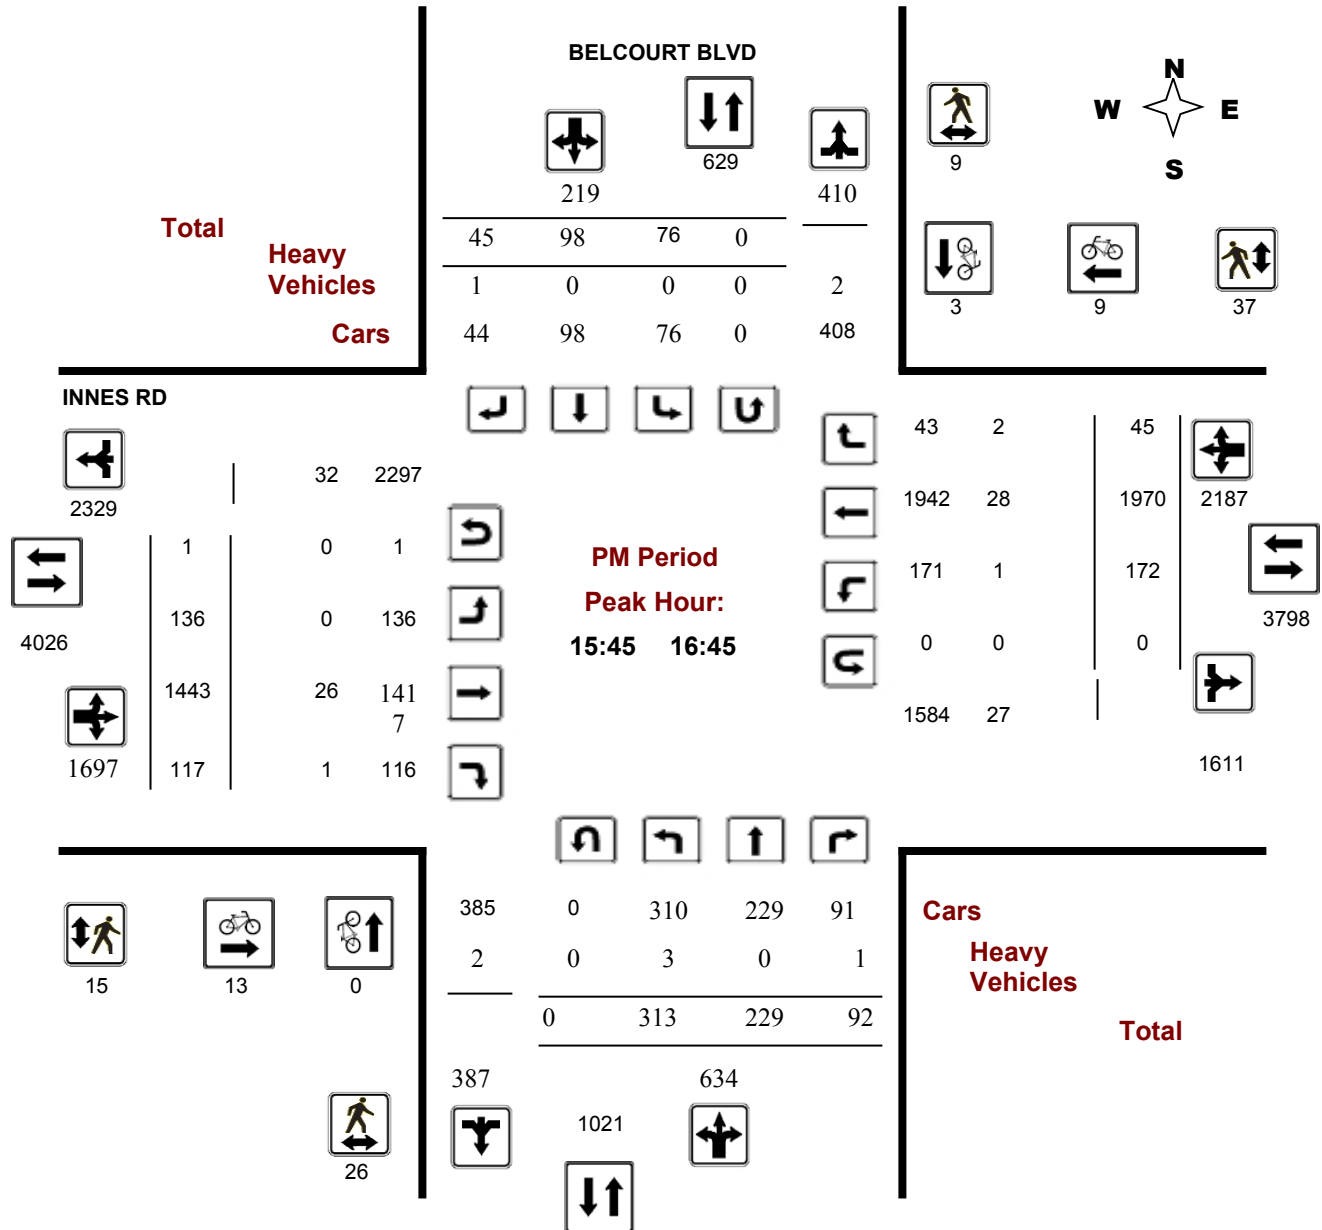 BELCOURT BLVD
N
W E
S
629
9
219
410
Total
45 98 76 0
Heavy
Vehicles
1 0 0 0 2
3 9 37
Cars
44 98 76 0 408
INNES RD
43 2 45
32 2297
2329
1942 28 1970 2187
1 0 1
PM Period
171 1 172
Peak Hour:
136 0 136
3798
4026
15:45 16:45
0 0 0
1443 26 141
7
1584 27
1697 117 1 116
1611
385 0 310 229 91
Cars
2 0 3 0 1
Heavy
Vehicles
15 13 0
0 313 229 92
Total
387 634
1021
26